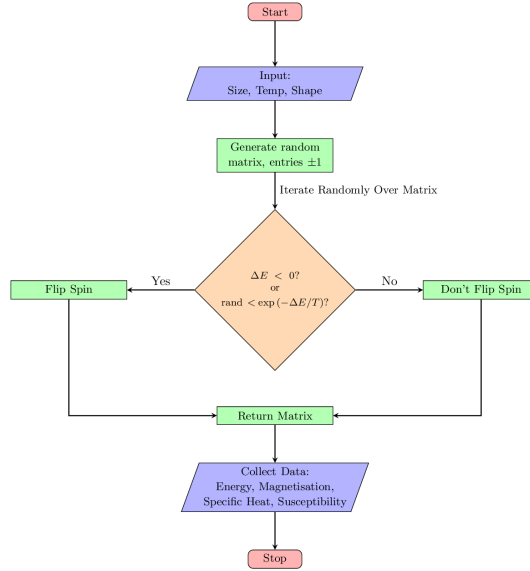 Start
Input:
Size, Temp, Shape
Generate random
matrix, entries ±1
Iterate Randomly Over Matrix
ΔE < 0?
or
rand < exp (−ΔE/T)?
Yes
No
Flip Spin
Don't Flip Spin
Return Matrix
Collect Data:
Energy, Magnetisation,
Specific Heat, Susceptibility
Stop